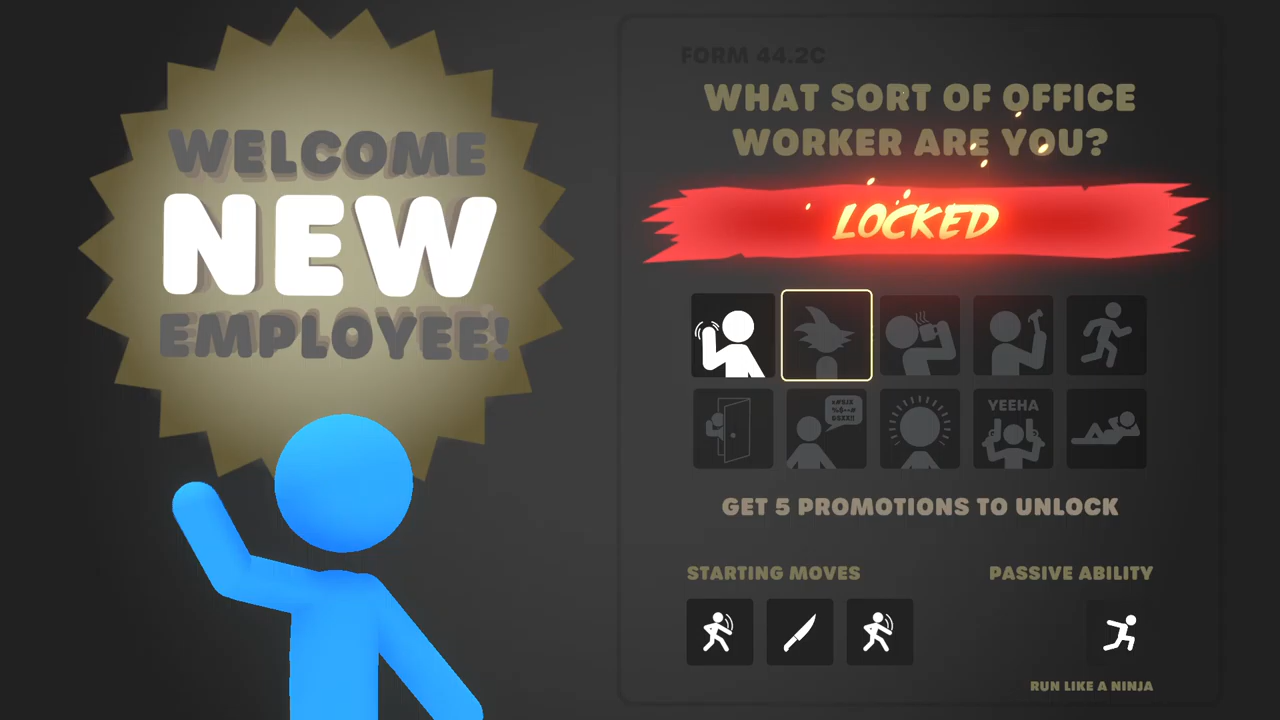 WELCOME
NEW
EMPLOYEE!
FORM 44.2C
WHAT SORT OF OFFICE
WORKER ARE YOU?
LOCKED
#@%!$
YEEHA
GET 5 PROMOTIONS TO UNLOCK
STARTING MOVES
PASSIVE ABILITY
RUN LIKE A NINJA